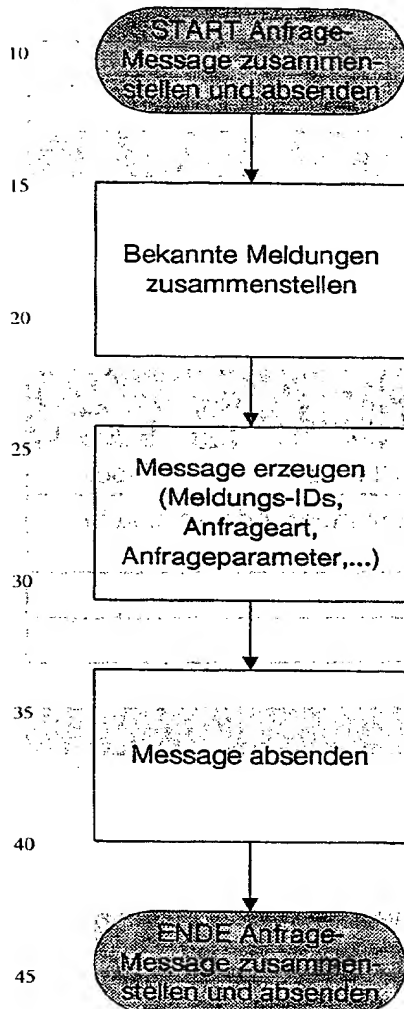 10
START Anfrage-
Message zusammen-
stellen und absenden
15
Bekannte Meldungen
zusammenstellen
20
25
Message erzeugen
(Meldungs-IDs,
Anfrageart,
Anfrageparameter,...)
30
35
Message absenden
40
ENDE Anfrage-
Message zusammen-
stellen und absenden
45